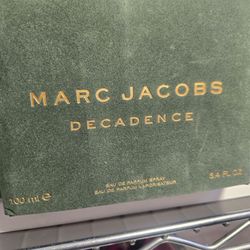 MARC JACOBS
DECADENCE
EAU DE PARFUM SPRAY
EAU DE PARFUM VAPORISATEUR
100 ml ℮
3.4 FL OZ